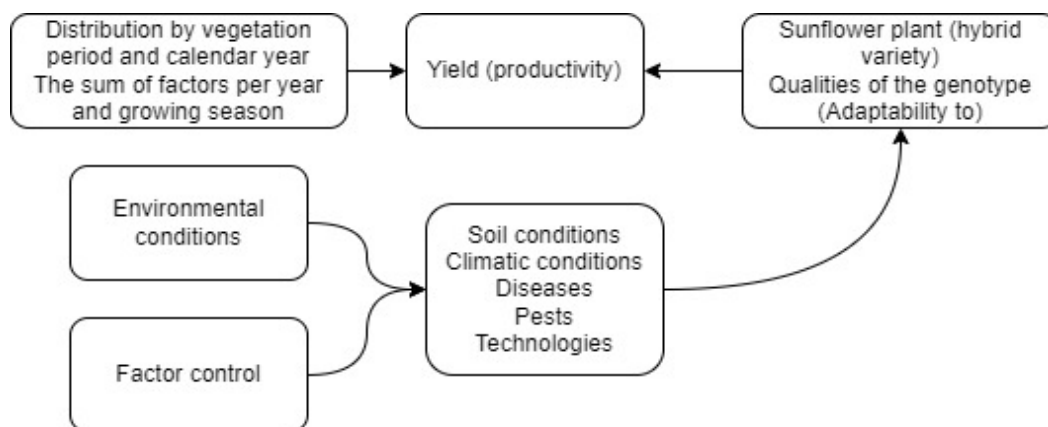 Distribution by vegetation
period and calendar year
The sum of factors per year
and growing season
Yield (productivity)
Sunflower plant (hybrid
variety)
Qualities of the genotype
(Adaptability to)
Environmental
conditions
Factor control
Soil conditions
Climatic conditions
Diseases
Pests
Technologies